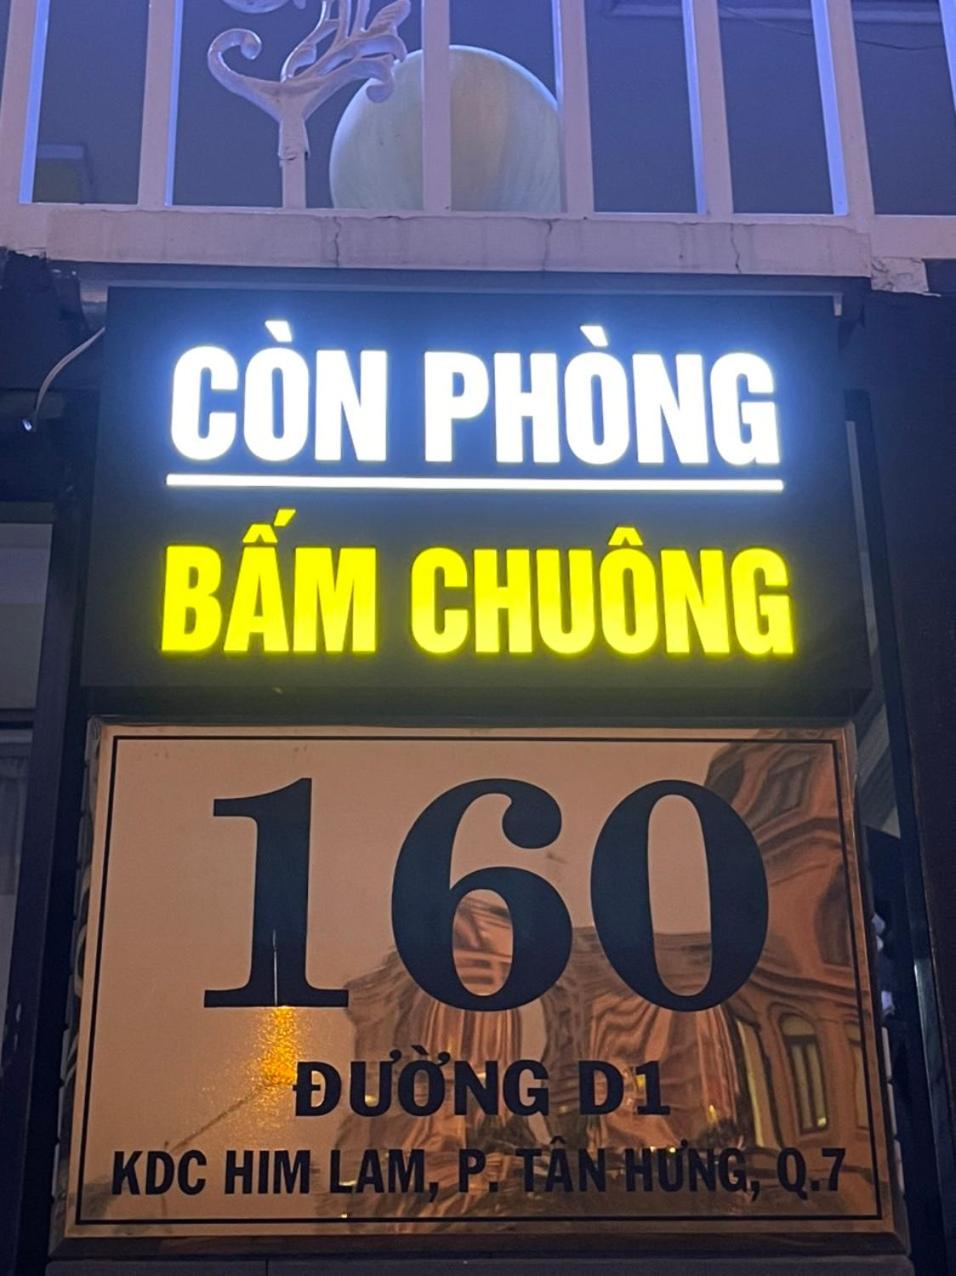 CÒN PHÒNG
BẤM CHUÔNG
160
ĐƯỜNG D1
KDC HIM LAM, P. TÂN HƯNG, Q.7